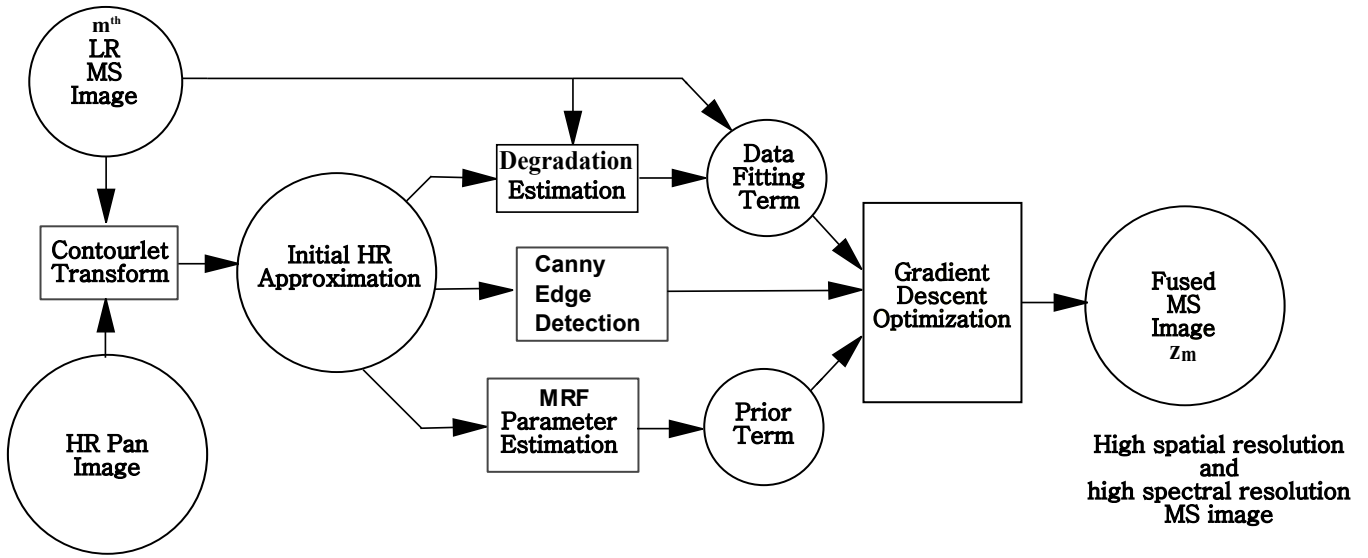 mth
LR
MS
Image
Contourlet
Transform
HR Pan
Image
Initial HR
Approximation
Degradation
Estimation
Canny
Edge
Detection
MRF
Parameter
Estimation
Data
Fitting
Term
Prior
Term
Gradient
Descent
Optimization
Fused
MS
Image
zm
High spatial resolution
and
high spectral resolution
MS image